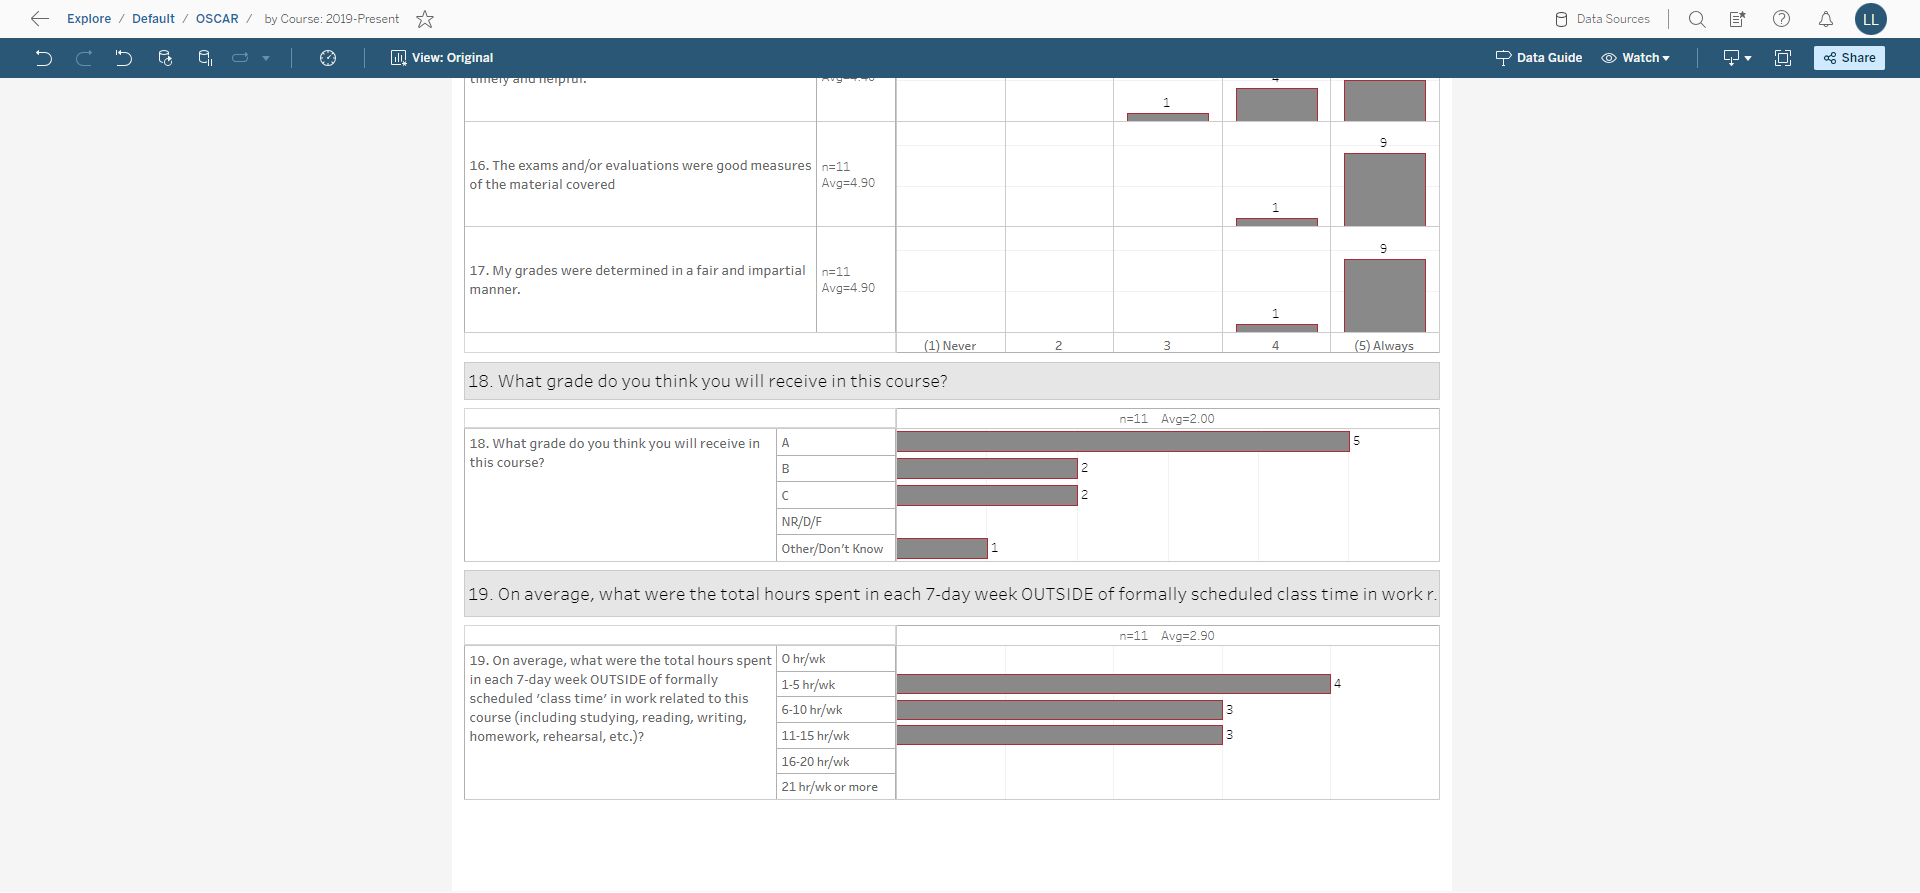 Explore / Default / OSCAR / by Course: 2019-Present
Data Sources
LL
View: Original
Data Guide
Watch
Share
timely and helpful.
Avg=4.40
1
4
16. The exams and/or evaluations were good measures
of the material covered
n=11
Avg=4.90
1
9
17. My grades were determined in a fair and impartial
manner.
n=11
Avg=4.90
1
9
(1) Never
2
3
4
(5) Always
18. What grade do you think you will receive in this course?
n=11 Avg=2.00
18. What grade do you think you will receive in
this course?
A
5
B
2
C
2
NR/D/F
Other/Don't Know
1
19. On average, what were the total hours spent in each 7-day week OUTSIDE of formally scheduled class time in work r.
n=11 Avg=2.90
19. On average, what were the total hours spent
in each 7-day week OUTSIDE of formally
scheduled 'class time' in work related to this
course (including studying, reading, writing,
homework, rehearsal, etc.)?
0 hr/wk
1-5 hr/wk
4
6-10 hr/wk
3
11-15 hr/wk
3
16-20 hr/wk
21 hr/wk or more